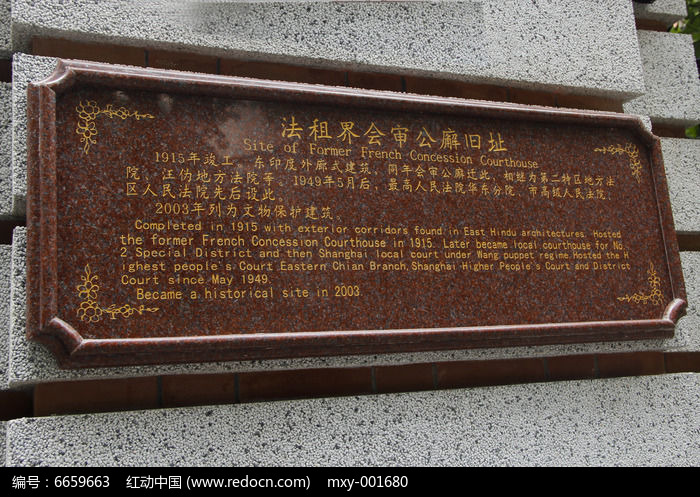 法租界会审公廨旧址
Site of Former French Concession Courthouse
1915年竣工，东印度外廊式建筑，同年会审公廨迁此，相继为第二特区地方法
院、汪伪地方法院等。1949年5月后，最高人民法院华东分院、市高级人民法院、
区人民法院先后设此。
2003年列为文物保护建筑。
Completed in 1915 with exterior corridors found in East Hindu architectures. Hosted
the former French Concession Courthouse in 1915. Later became local courthouse for No.
2 Special District and then Shanghai local court under Wang puppet regime. Hosted the H
ighest people's Court Eastern Chian Branch, Shanghai Higher People's Court and District
Court since May 1949.
Became a historical site in 2003.
编号：6659663 红动中国 (www.redocn.com) mxy-001680